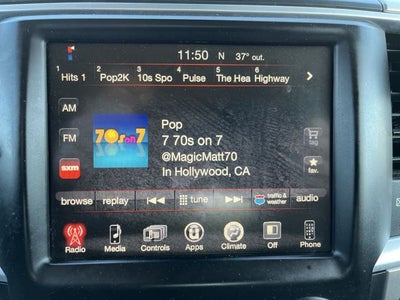 11:50 N 37° out.
1 2 3 4 5 6
Hits 1 Pop2K 10s Spo Pulse The Hea Highway
AM
FM
sxm
70s on 7
Pop
7 70s on 7
@MagicMatt70
In Hollywood, CA
tag
fav.
browse replay tune traffic & weather audio
Radio Media Controls Apps Climate Off Phone